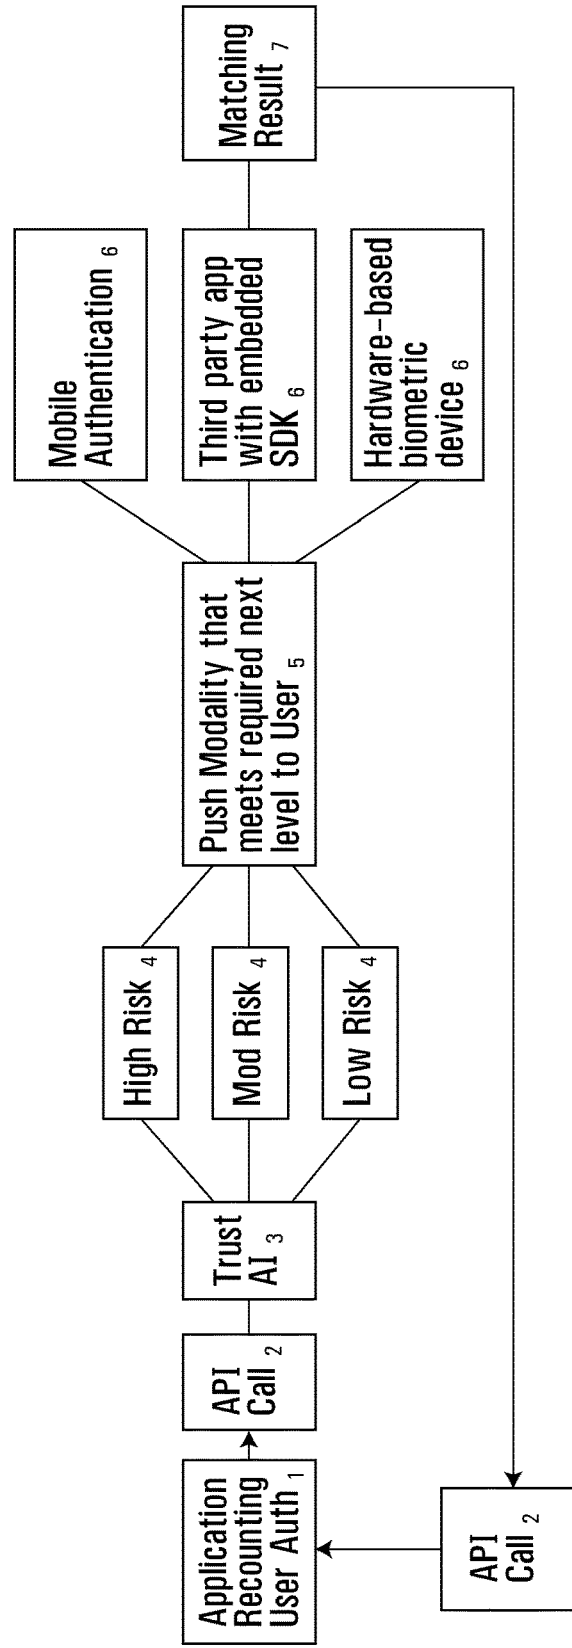 Application
Recounting
User Auth 1
API
Call 2
Trust
AI 3
High Risk 4
Mod Risk 4
Low Risk 4
Push Modality that
meets required next
level to User 5
Mobile
Authentication 6
Third party app
with embedded
SDK 6
Hardware-based
biometric
device 6
Matching
Result 7
API
Call 2